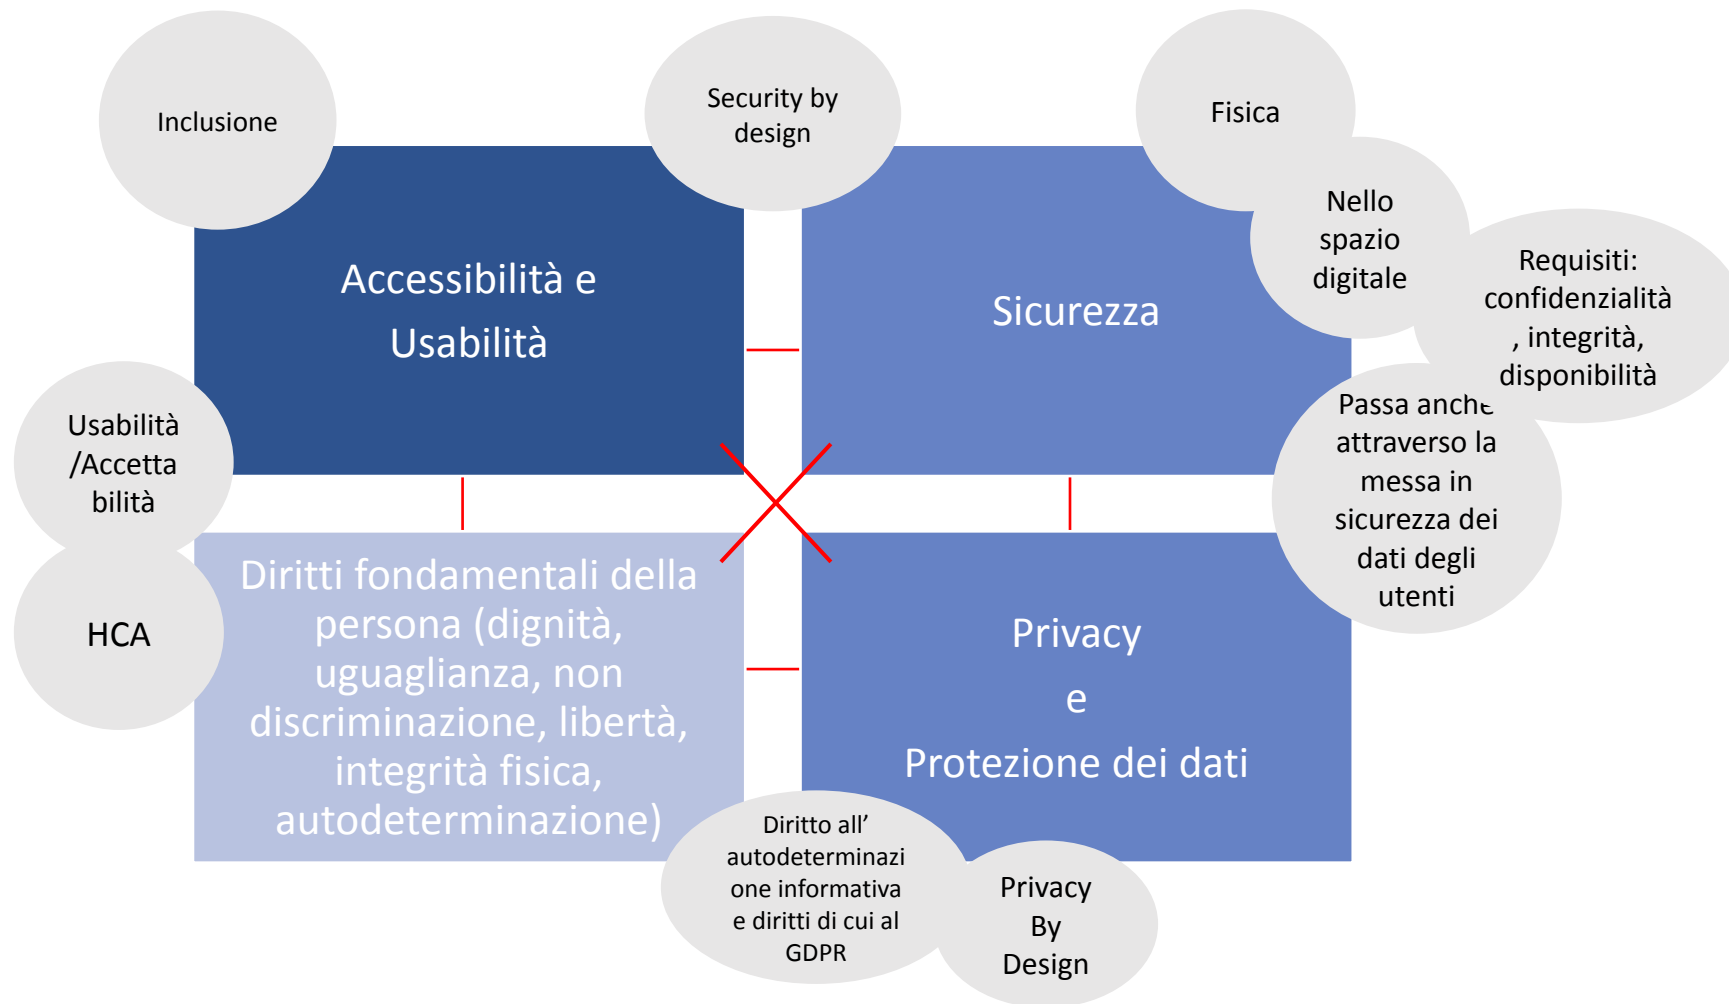 Inclusione
Security by
design
Fisica
Nello
spazio
digitale
Requisiti:
confidenzialità
, integrità,
disponibilità
Accessibilità e
Usabilità
Sicurezza
Passa anche
attraverso la
messa in
sicurezza dei
dati degli
utenti
Usabilità
/Accetta
bilità
HCA
Diritti fondamentali della
persona (dignità,
uguaglianza, non
discriminazione, libertà,
integrità fisica,
autodeterminazione)
Privacy
e
Protezione dei dati
Diritto all’
autodeterminazi
one informativa
e diritti di cui al
GDPR
Privacy
By
Design